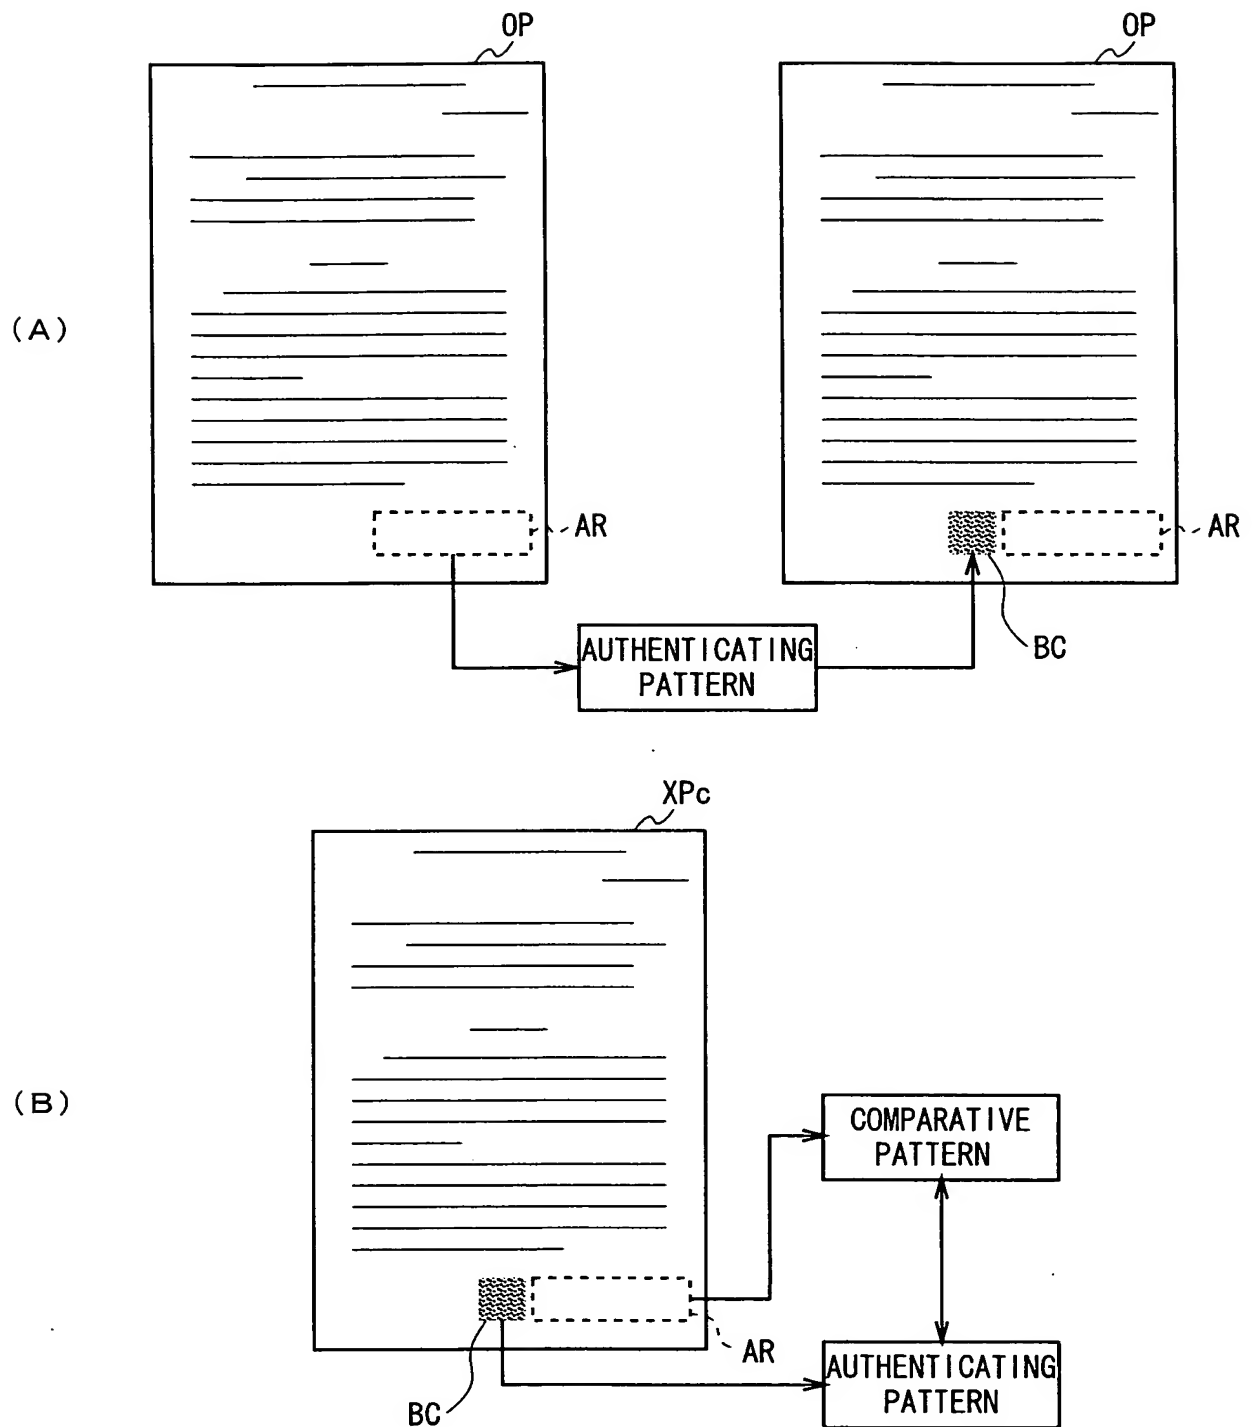 OP
OP
(A)
AR
AR
BC
AUTHENTICATING
PATTERN
XPc
(B)
COMPARATIVE
PATTERN
AR
BC
AUTHENTICATING
PATTERN